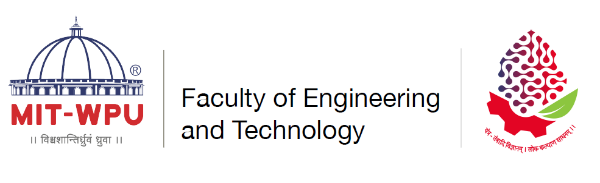 ®
MIT-WPU
।। विश्वशान्तिर्ध्रुवं ध्रुवा ।।
Faculty of Engineering
and Technology